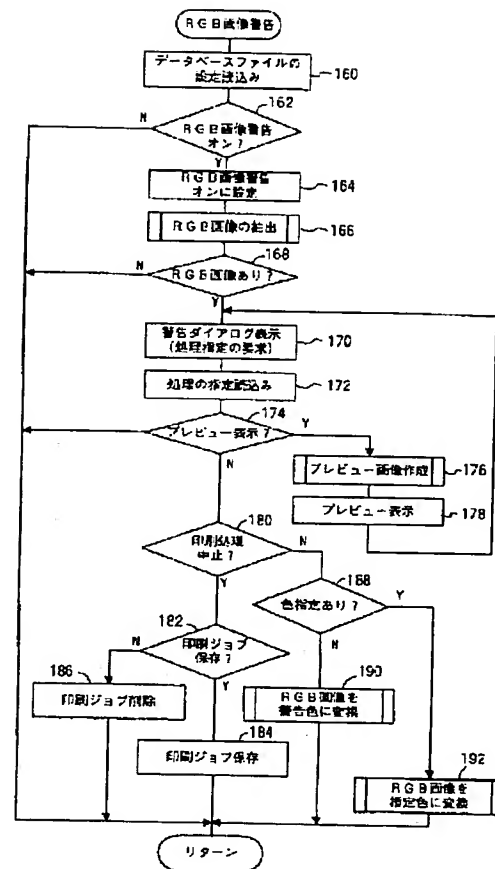 RGB画像警告
データベースファイルの
設定読込み
160
162
N
RGB画像警告
オン?
Y
RGB画像警告
オンに設定
164
RGB画像の検出
166
168
N
RGB画像あり?
Y
警告ダイアログ表示
(処理指定の要求)
170
処理の指定読込み
172
174
プレビュー表示?
Y
N
プレビュー画像作成
176
プレビュー表示
178
180
印刷処理
中止?
N
Y
168
色指定あり?
Y
N
182
N
印刷ジョブ
保存?
Y
186
印刷ジョブ削除
190
RGB画像を
警告色に変換
184
印刷ジョブ保存
192
RGB画像を
指定色に変換
リターン